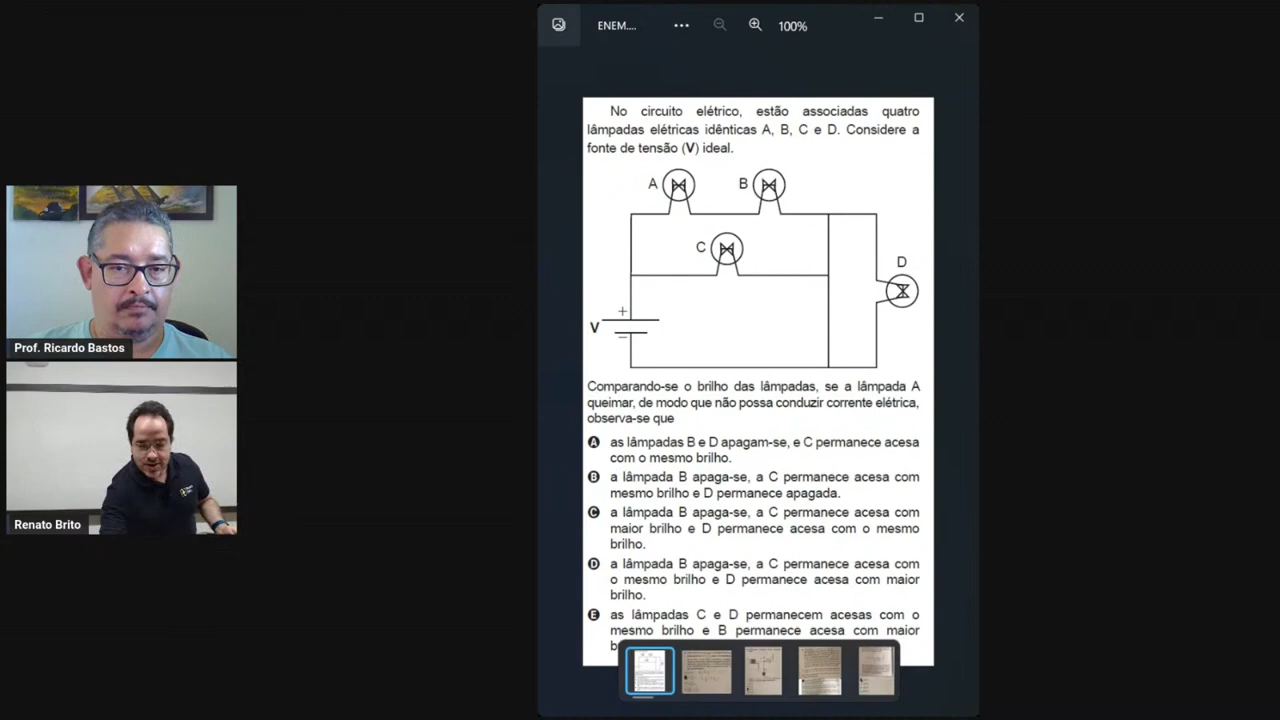 ENEM....
100%
No circuito elétrico, estão associadas quatro
lâmpadas elétricas idênticas A, B, C e D. Considere a
fonte de tensão (V) ideal.
A
B
C
D
+
V
−
Comparando-se o brilho das lâmpadas, se a lâmpada A
queimar, de modo que não possa conduzir corrente elétrica,
observa-se que
A as lâmpadas B e D apagam-se, e C permanece acesa
com o mesmo brilho.
B a lâmpada B apaga-se, a C permanece acesa com
mesmo brilho e D permanece apagada.
C a lâmpada B apaga-se, a C permanece acesa com
maior brilho e D permanece acesa com o mesmo
brilho.
D a lâmpada B apaga-se, a C permanece acesa com
o mesmo brilho e D permanece acesa com maior
brilho.
E as lâmpadas C e D permanecem acesas com o
mesmo brilho e B permanece acesa com maior
Prof. Ricardo Bastos
Renato Brito